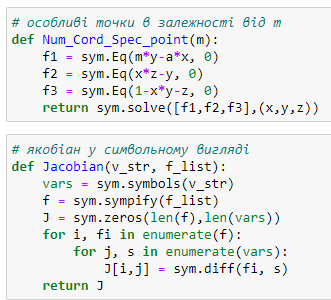 # особливі точки в залежності від m
def Num_Cord_Spec_point(m):
    f1 = sym.Eq(m*y-a*x, 0)
    f2 = sym.Eq(x*z-y, 0)
    f3 = sym.Eq(1-x*y-z, 0)
    return sym.solve([f1,f2,f3],(x,y,z))
# якобіан у символьному вигляді
def Jacobian(v_str, f_list):
    vars = sym.symbols(v_str)
    f = sym.sympify(f_list)
    J = sym.zeros(len(f),len(vars))
    for i, fi in enumerate(f):
        for j, s in enumerate(vars):
            J[i,j] = sym.diff(fi, s)
    return J